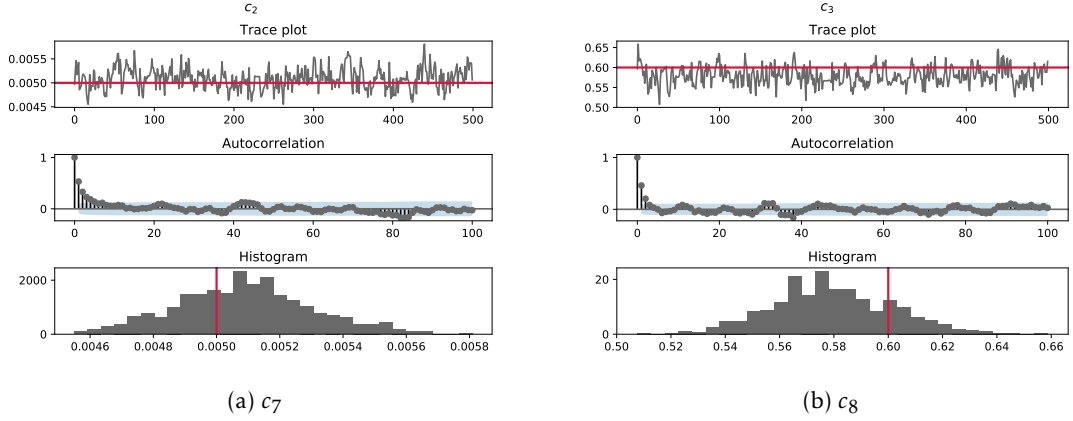 c2
Trace plot
0.0055
0.0050
0.0045
0 100 200 300 400 500
Autocorrelation
1
0
0 20 40 60 80 100
Histogram
2000
0
0.0046 0.0048 0.0050 0.0052 0.0054 0.0056 0.0058
(a) c7
c3
Trace plot
0.65
0.60
0.55
0.50
0 100 200 300 400 500
Autocorrelation
1
0
0 20 40 60 80 100
Histogram
20
0
0.50 0.52 0.54 0.56 0.58 0.60 0.62 0.64 0.66
(b) c8